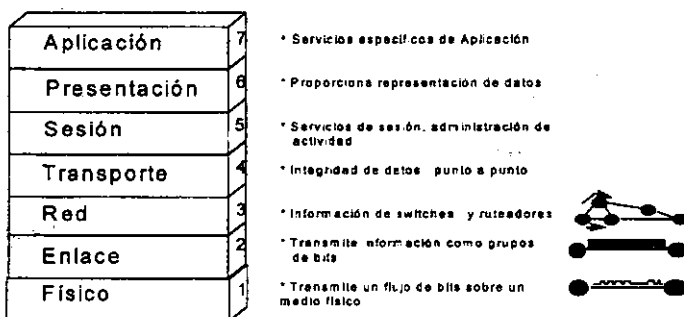 Aplicación 7 * Servicios específicos de Aplicación
Presentación 6 * Proporciona representación de datos
Sesión 5 * Servicios de sesión, administración de
actividad
Transporte 4 * Integridad de datos punto a punto
Red 3 * Información de switches y ruteadores
Enlace 2 * Transmite información como grupos
de bits
Físico 1 * Transmite un flujo de bits sobre un
medio físico